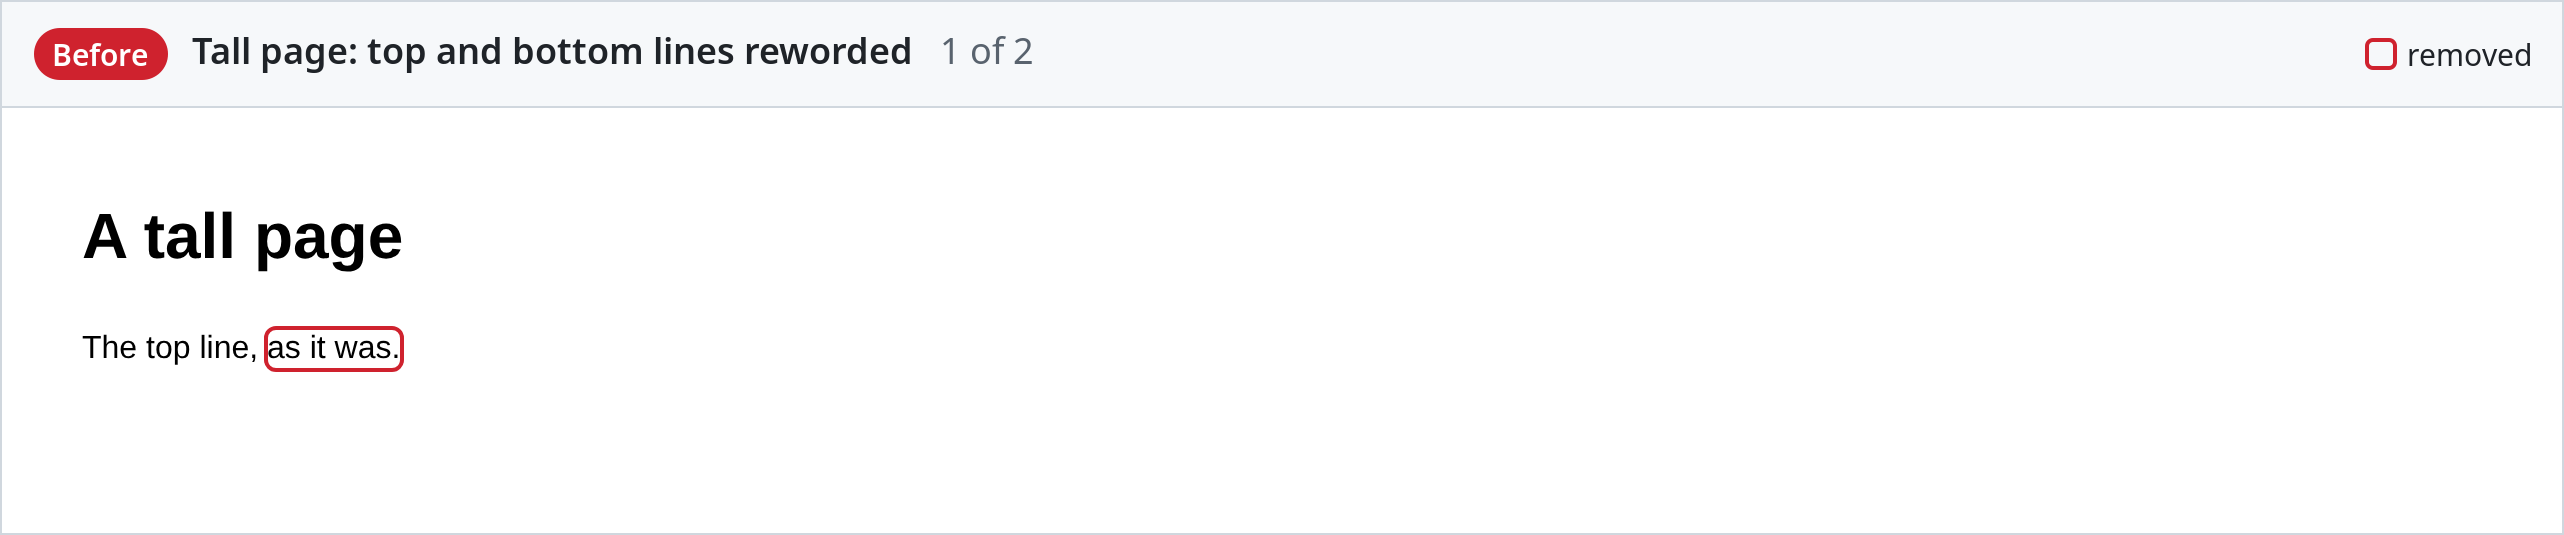 Before Tall page: top and bottom lines reworded 1 of 2 removed
A tall page
The top line, as it was.